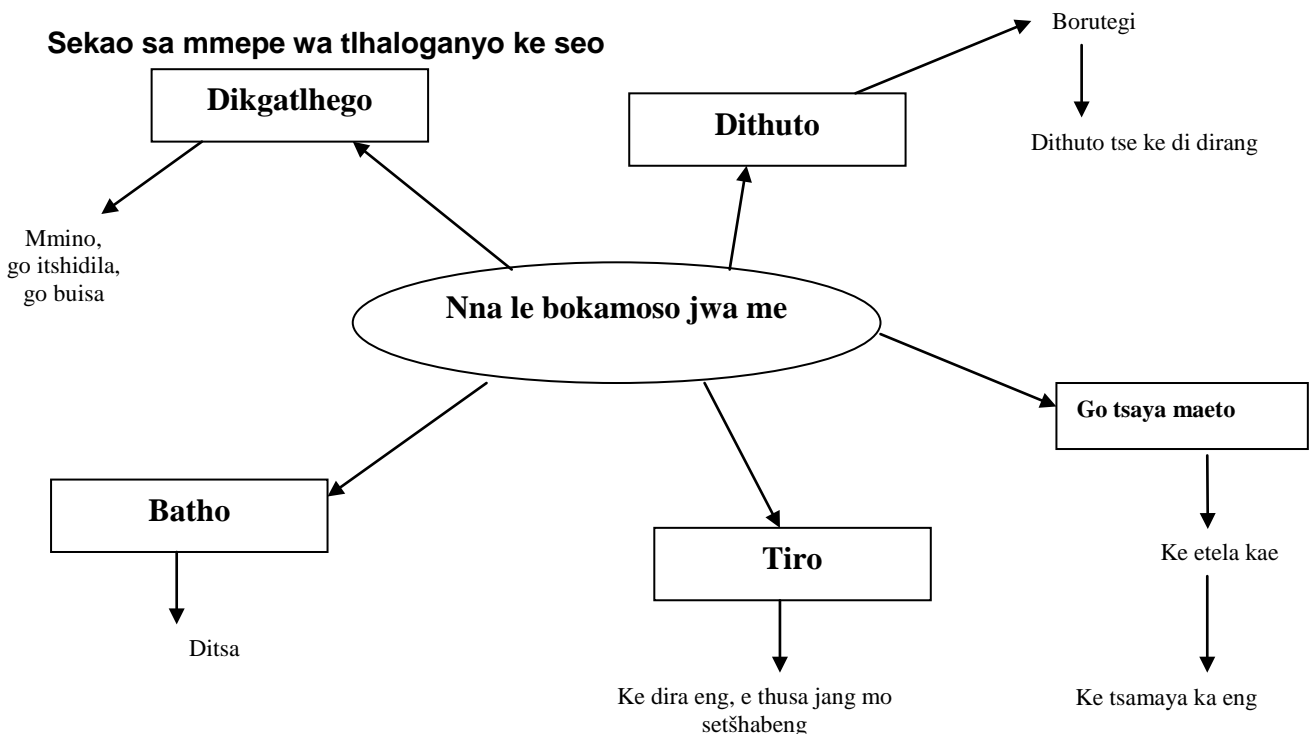 Sekao sa mmepe wa tlhaloganyo ke seo
Borutegi
Dikgatlhego
Dithuto
Dithuto tse ke di dirang
Mmino,
go itshidila,
go buisa
Nna le bokamoso jwa me
Go tsaya maeto
Batho
Tiro
Ke etela kae
Ditsa
Ke dira eng, e thusa jang mo
setšhabeng
Ke tsamaya ka eng